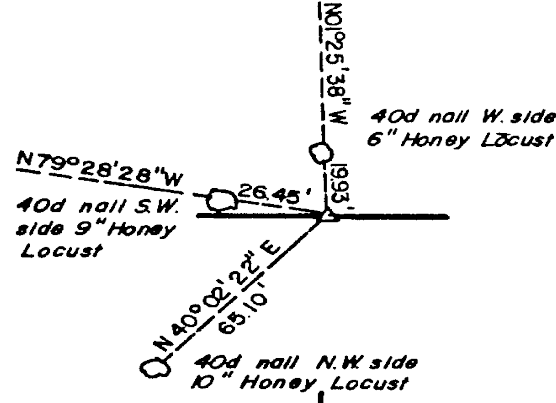 N01°25'38"W
40d nail W. side
6" Honey Locust
19.93'
N79°28'28"W
26.45'
40d nail S.W.
side 9" Honey
Locust
N 40° 02' 22" E
65.10'
40d nail N.W. side
10" Honey Locust